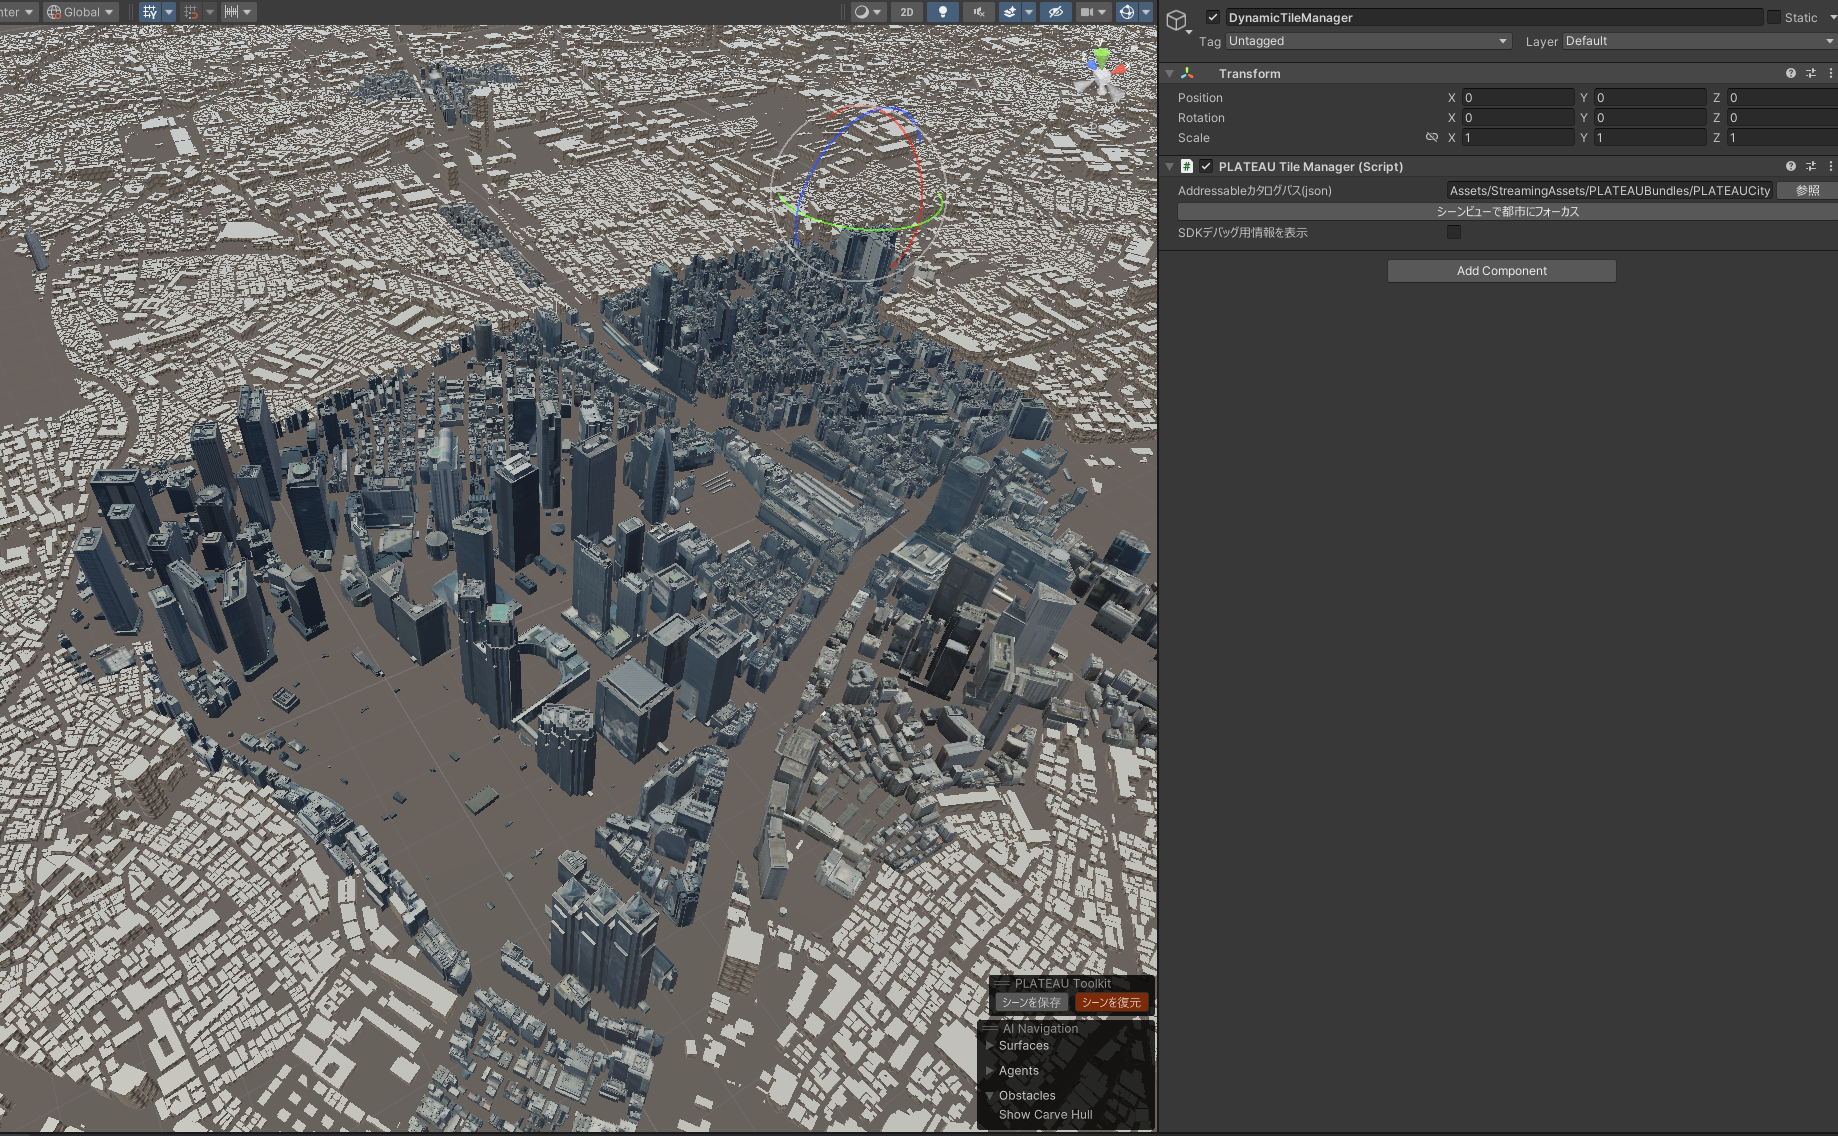 nter
Global
2D
DynamicTileManager
Static
Tag Untagged
Layer Default
Transform
Position X 0 Y 0 Z 0
Rotation X 0 Y 0 Z 0
Scale X 1 Y 1 Z 1
# PLATEAU Tile Manager (Script)
Addressableカタログパス(json) Assets/StreamingAssets/PLATEAUBundles/PLATEAUCity 参照
シーンビューで都市にフォーカス
SDKデバッグ用情報を表示
Add Component
PLATEAU Toolkit
シーンを保存 シーンを復元
AI Navigation
Surfaces
Agents
Obstacles
Show Carve Hull